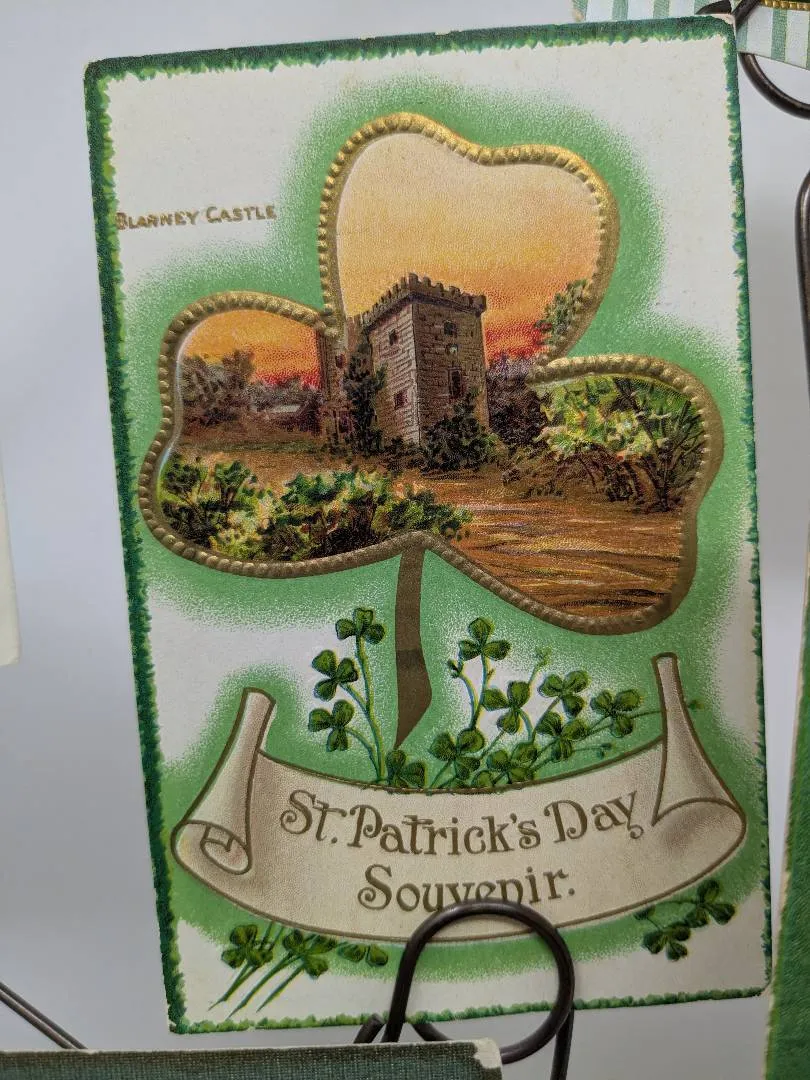 BLARNEY CASTLE
St. Patrick's Day
Souvenir.